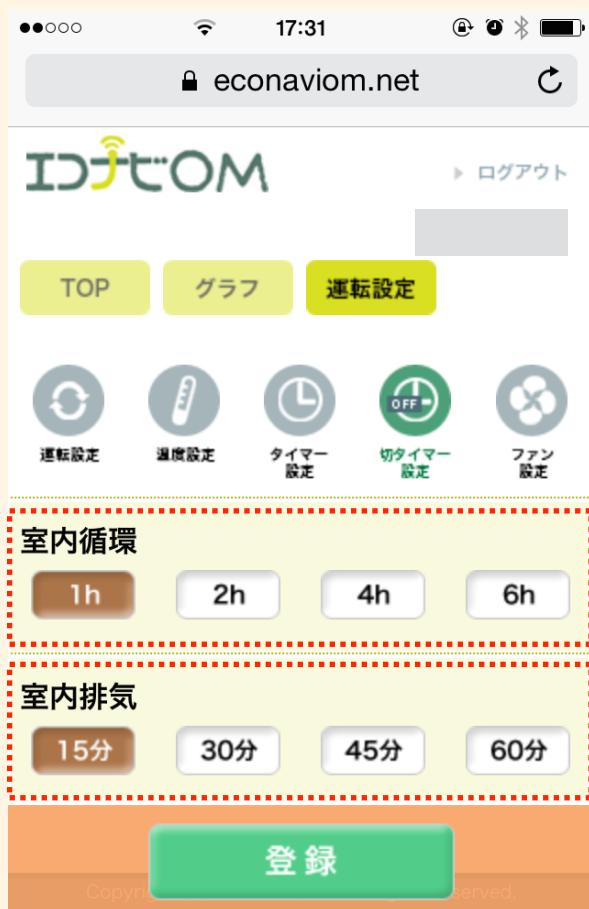 17:31
econaviom.net
エコナビOM
ログアウト
TOP
グラフ
運転設定
OFF
運転設定
温度設定
タイマー
設定
切タイマー
設定
ファン
設定
室内循環
1h
2h
4h
6h
室内排気
15分
30分
45分
60分
登録